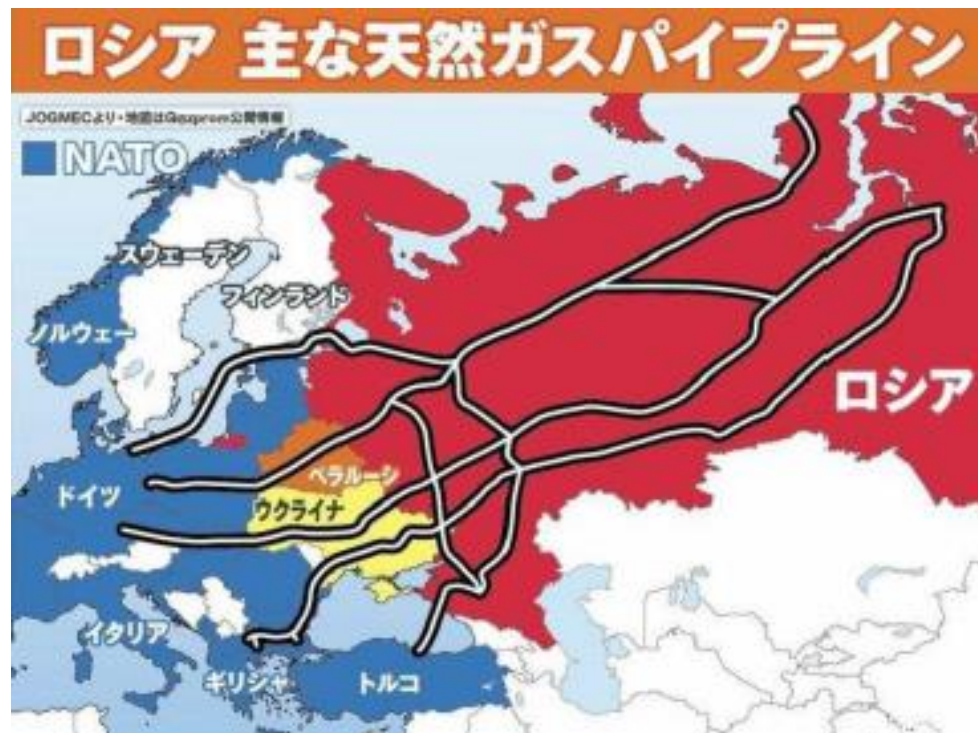 ロシア 主な天然ガスパイプライン
JOGMECより・地図はGazprom公開情報
NATO
スウェーデン
フィンランド
ノルウェー
ロシア
ベラルーシ
ドイツ
ウクライナ
イタリア
ギリシャ
トルコ